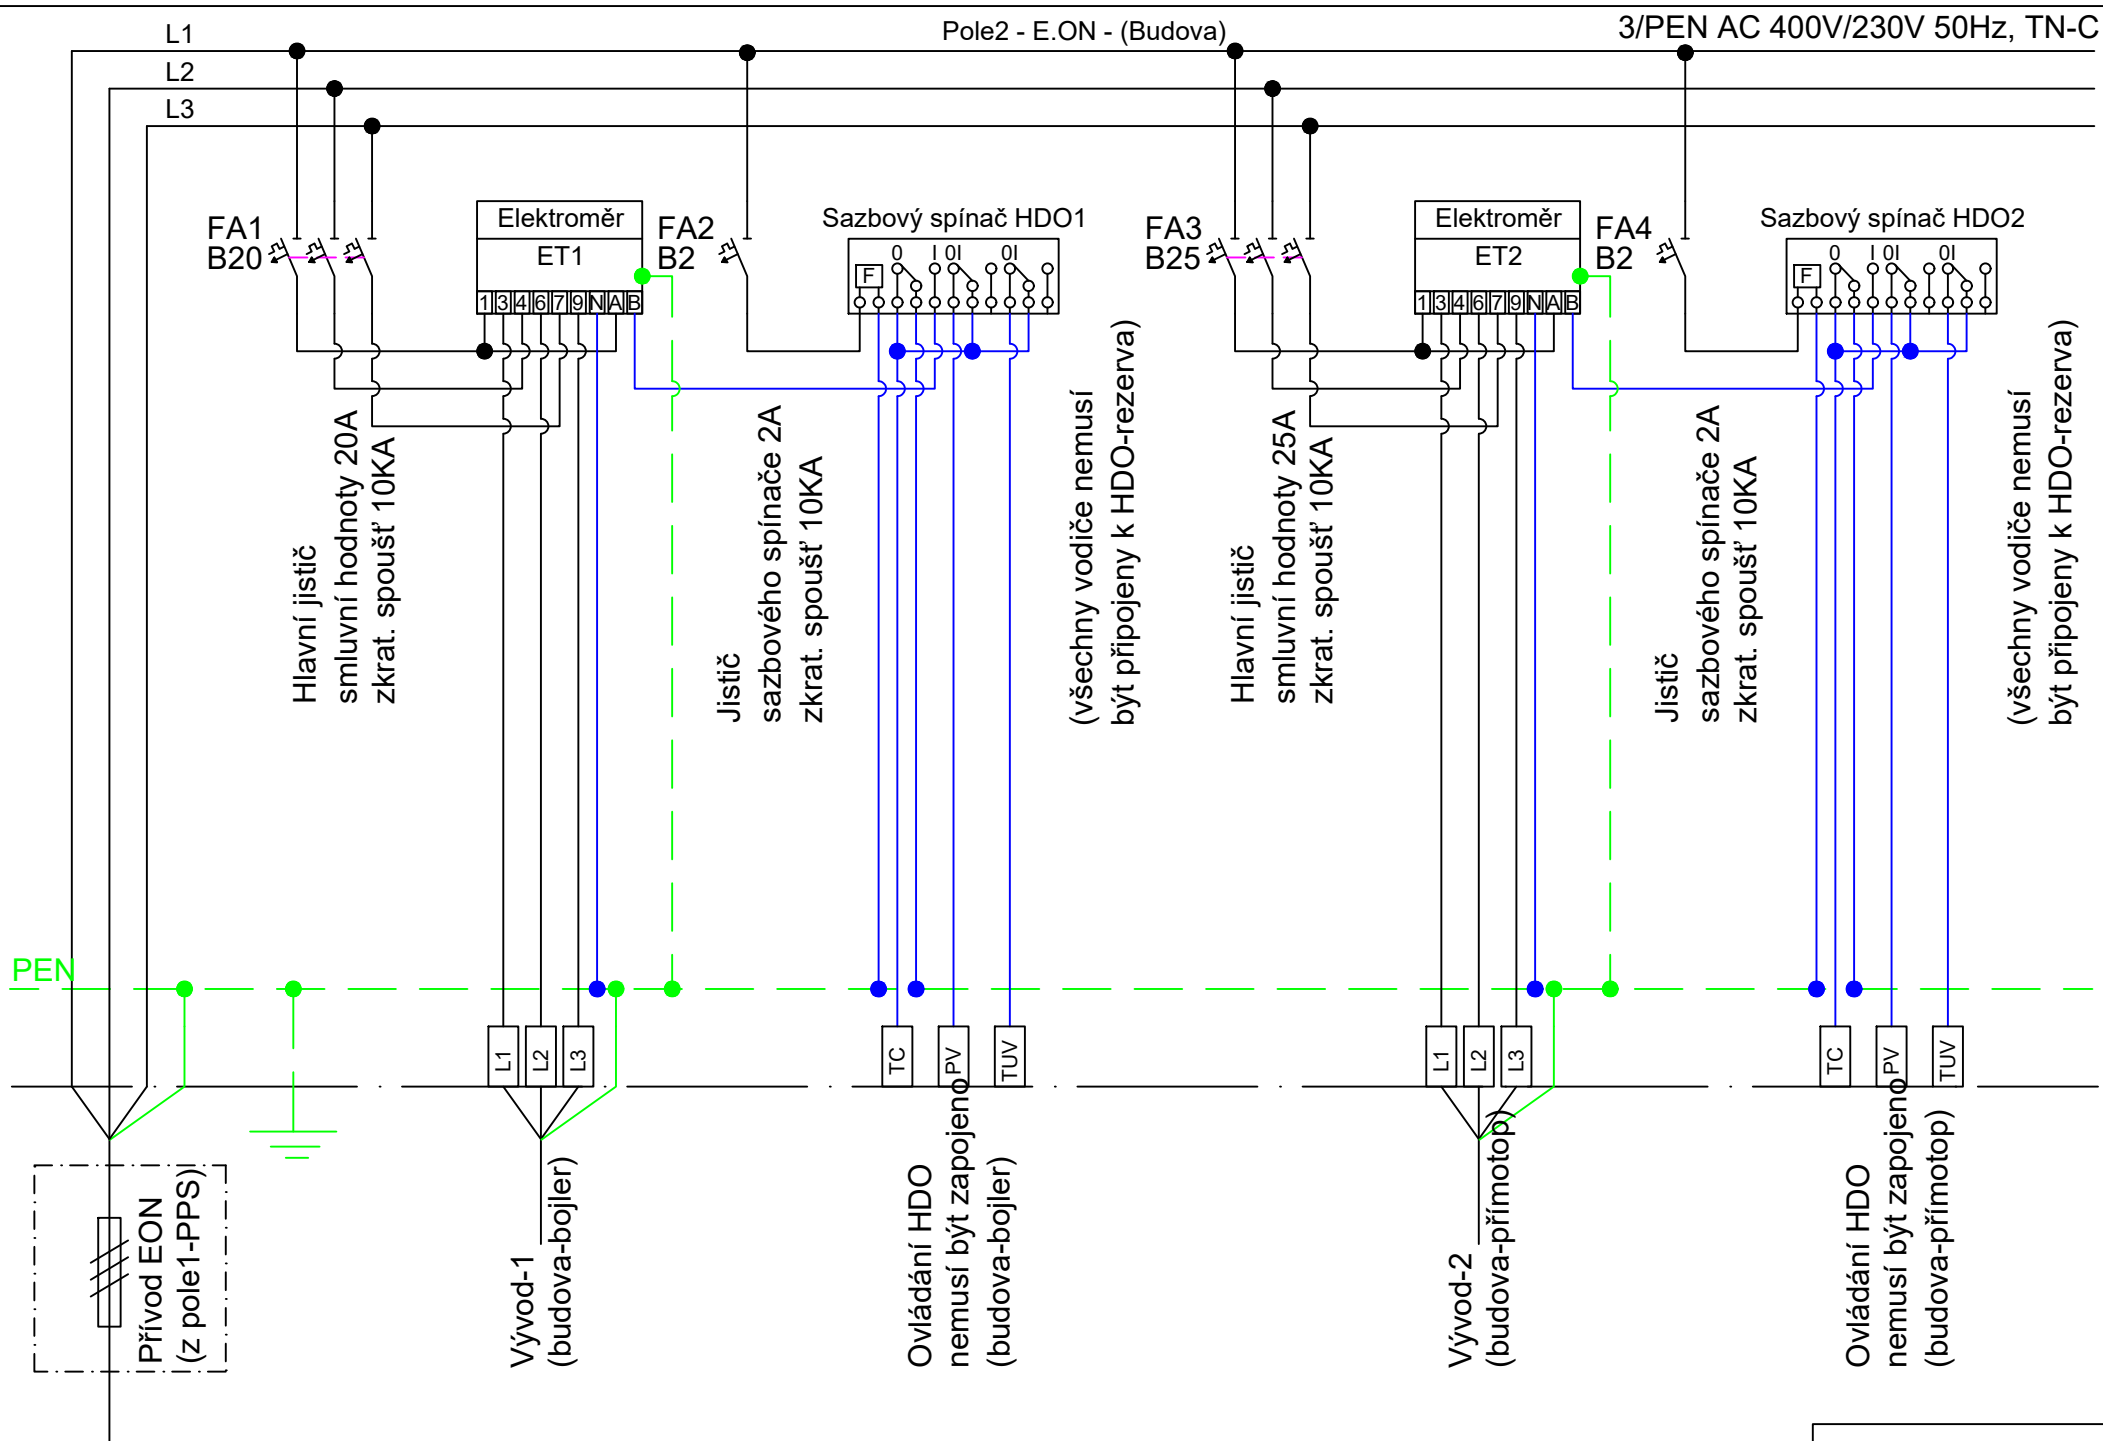 L1
Pole2 - E.ON - (Budova)
3/PEN AC 400V/230V 50Hz, TN-C
L2
L3
FA1
B20
Elektroměr
ET1
1 3 4 6 7 9 N A B
FA2
B2
Sazbový spínač HDO1
F
0 I 0I 0I
Hlavní jistič
smluvní hodnoty 20A
zkrat. spoušť 10KA
Jistič
sazbového spínače 2A
zkrat. spoušť 10KA
(všechny vodiče nemusí
být připojeny k HDO-rezerva)
FA3
B25
Elektroměr
ET2
1 3 4 6 7 9 N A B
FA4
B2
Sazbový spínač HDO2
F
0 I 0I 0I
Hlavní jistič
smluvní hodnoty 25A
zkrat. spoušť 10KA
Jistič
sazbového spínače 2A
zkrat. spoušť 10KA
(všechny vodiče nemusí
být připojeny k HDO-rezerva)
PEN
L1
L2
L3
TC
PV
TUV
L1
L2
L3
TC
PV
TUV
Přívod EON
(z pole1-PPS)
Vývod-1
(budova-bojler)
Ovládání HDO
nemusí být zapojeno
(budova-bojler)
Vývod-2
(budova-přímotop)
Ovládání HDO
nemusí být zapojeno
(budova-přímotop)